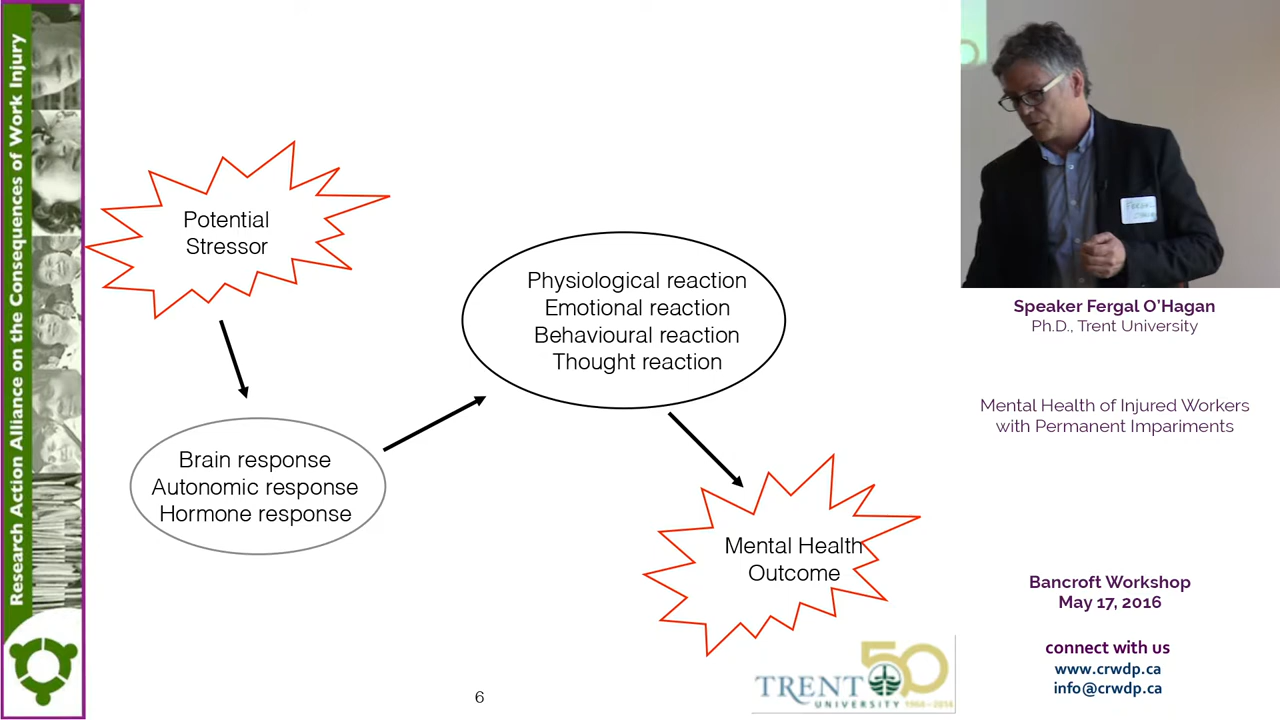 Research Action Alliance on the Consequences of Work Injury
Potential
Stressor
Brain response
Autonomic response
Hormone response
Physiological reaction
Emotional reaction
Behavioural reaction
Thought reaction
Mental Health
Outcome
6
TRENT
UNIVERSITY
50
1964–2014
Speaker Fergal O’Hagan
Ph.D., Trent University
Mental Health of Injured Workers
with Permanent Impariments
Bancroft Workshop
May 17, 2016
connect with us
www.crwdp.ca
info@crwdp.ca